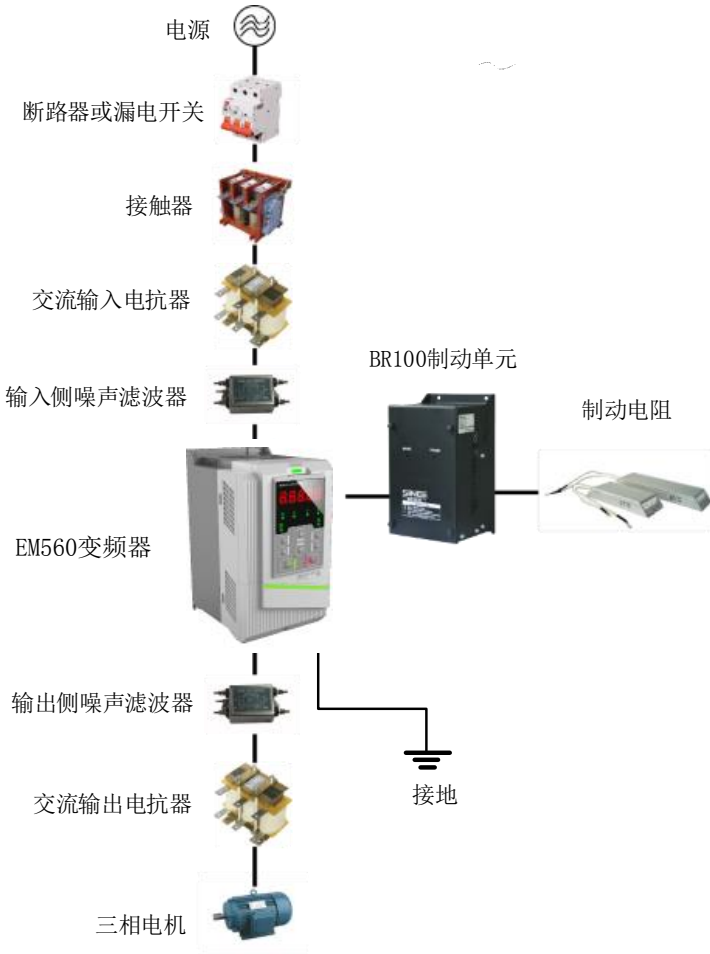 电源
断路器或漏电开关
接触器
交流输入电抗器
BR100制动单元
输入侧噪声滤波器
制动电阻
EM560变频器
输出侧噪声滤波器
接地
交流输出电抗器
三相电机